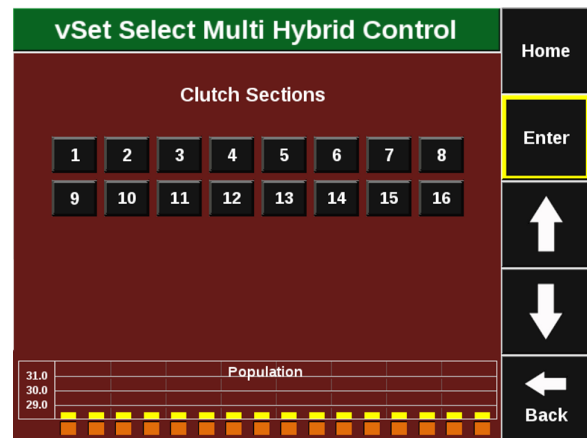 vSet Select Multi Hybrid Control
Home
Clutch Sections
Enter
1 2 3 4 5 6 7 8
9 10 11 12 13 14 15 16
Population
31.0
30.0
29.0
Back